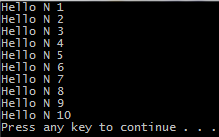 Hello N 1
Hello N 2
Hello N 3
Hello N 4
Hello N 5
Hello N 6
Hello N 7
Hello N 8
Hello N 9
Hello N 10
Press any key to continue . . .